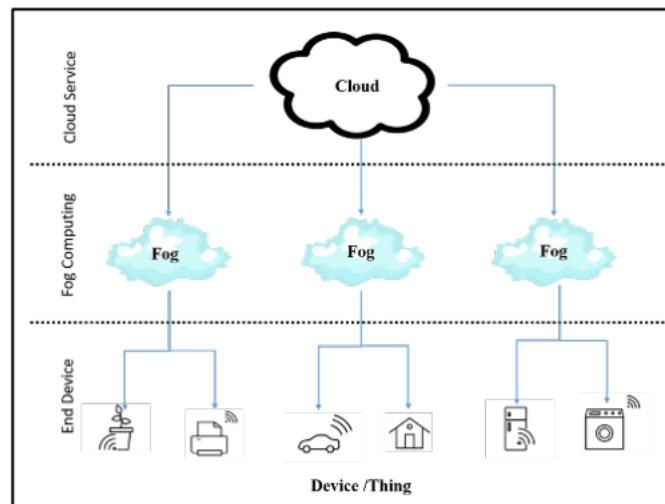 Cloud Service
Cloud
Fog Computing
Fog
Fog
Fog
End Device
Device /Thing